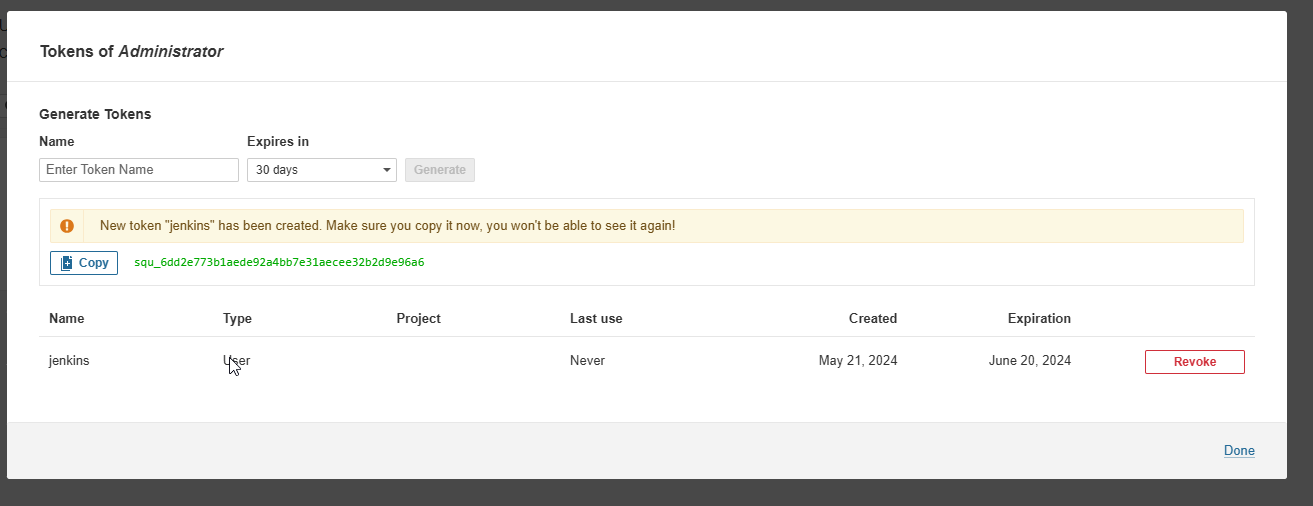 Tokens of Administrator
Generate Tokens
Name Expires in
Enter Token Name 30 days Generate
New token "jenkins" has been created. Make sure you copy it now, you won't be able to see it again!
Copy squ_6dd2e773b1aede92a4bb7e31aecee32b2d9e96a6
Name Type Project Last use Created Expiration
jenkins User Never May 21, 2024 June 20, 2024 Revoke
Done